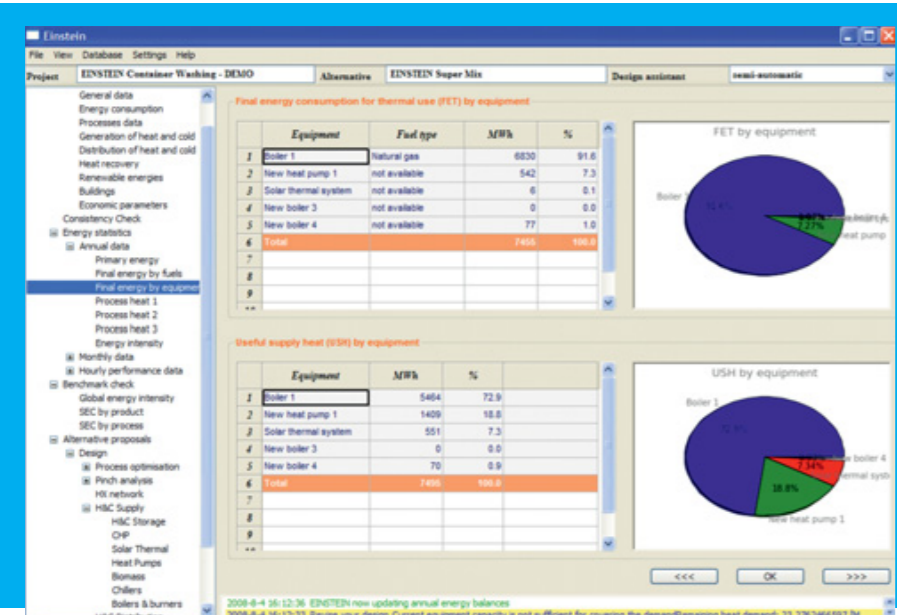 Einstein
File View Database Settings Help
Project EINSTEIN Container Washing - DEMO Alternative EINSTEIN Super Mix Design assistant semi-automatic
General data
Energy consumption
Processes data
Generation of heat and cold
Distribution of heat and cold
Heat recovery
Renewable energies
Buildings
Economic parameters
Consistency Check
Energy statistics
Annual data
Primary energy
Final energy by fuels
Final energy by equipmer
Process heat 1
Process heat 2
Process heat 3
Energy intensity
Monthly data
Hourly performance data
Benchmark check
Global energy intensity
SEC by product
SEC by process
Alternative proposals
Design
Process optimisation
Pinch analysis
HX network
H&C Supply
H&C Storage
CHP
Solar Thermal
Heat Pumps
Biomass
Chillers
Boilers & burners
Final energy consumption for thermal use (FET) by equipment
Equipment Fuel type MWh %
1 Boiler 1 Natural gas 6830 91.6
2 New heat pump 1 not available 542 7.3
3 Solar thermal system not available 6 0.1
4 New boiler 3 not available 0 0.0
5 New boiler 4 not available 77 1.0
6 Total 7455 100.0
7
8
9
FET by equipment
Boiler
91.6%
7.27%
heat pump
Useful supply heat (USH) by equipment
Equipment MWh %
1 Boiler 1 5464 72.9
2 New heat pump 1 1409 18.8
3 Solar thermal system 551 7.3
4 New boiler 3 0 0.0
5 New boiler 4 70 0.9
6 Total 7495 100.0
7
8
9
USH by equipment
Boiler 1
72.9%
boiler 4
7.34%
ermal syst
18.8%
New heat pump 1
<<< OK >>>
2008-8-4 16:12:36 EINSTEIN now updating annual energy balances